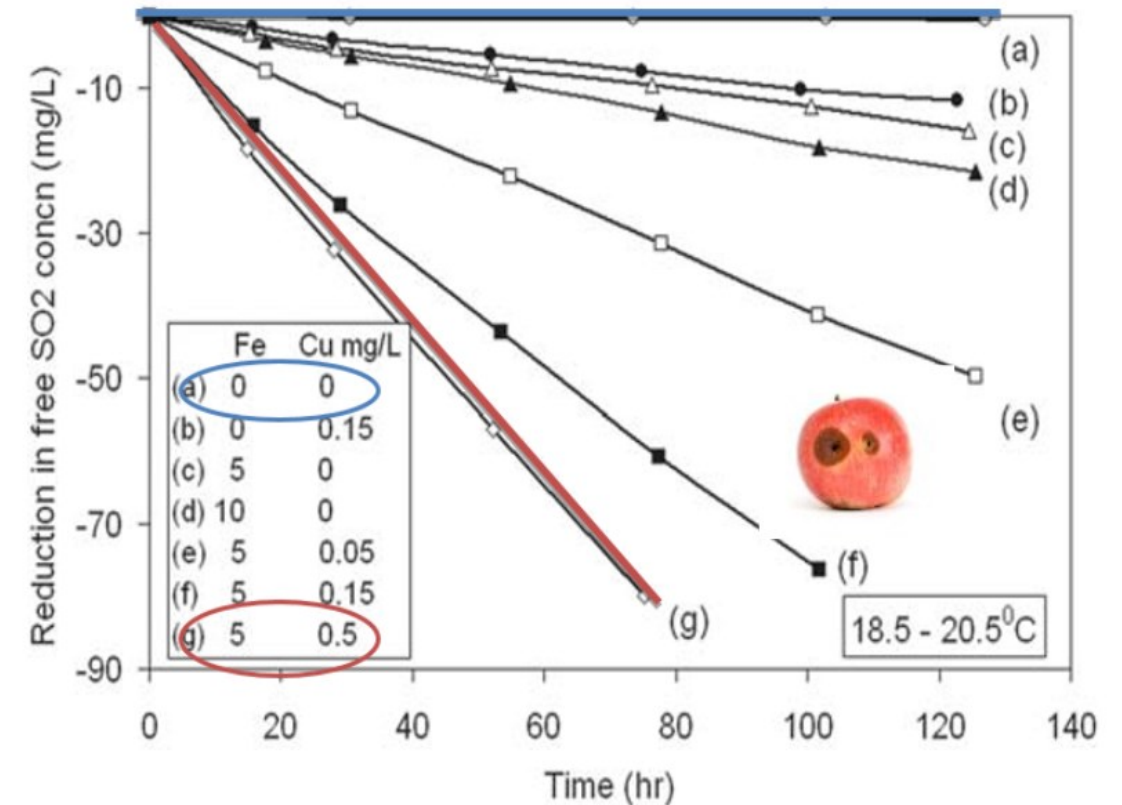 Reduction in free SO2 concn (mg/L)
-10
-30
-50
-70
-90
(a)
(b)
(c)
(d)
(e)
(f)
(g)
Fe Cu mg/L
(a) 0 0
(b) 0 0.15
(c) 5 0
(d) 10 0
(e) 5 0.05
(f) 5 0.15
(g) 5 0.5
18.5 - 20.5⁰C
0 20 40 60 80 100 120 140
Time (hr)